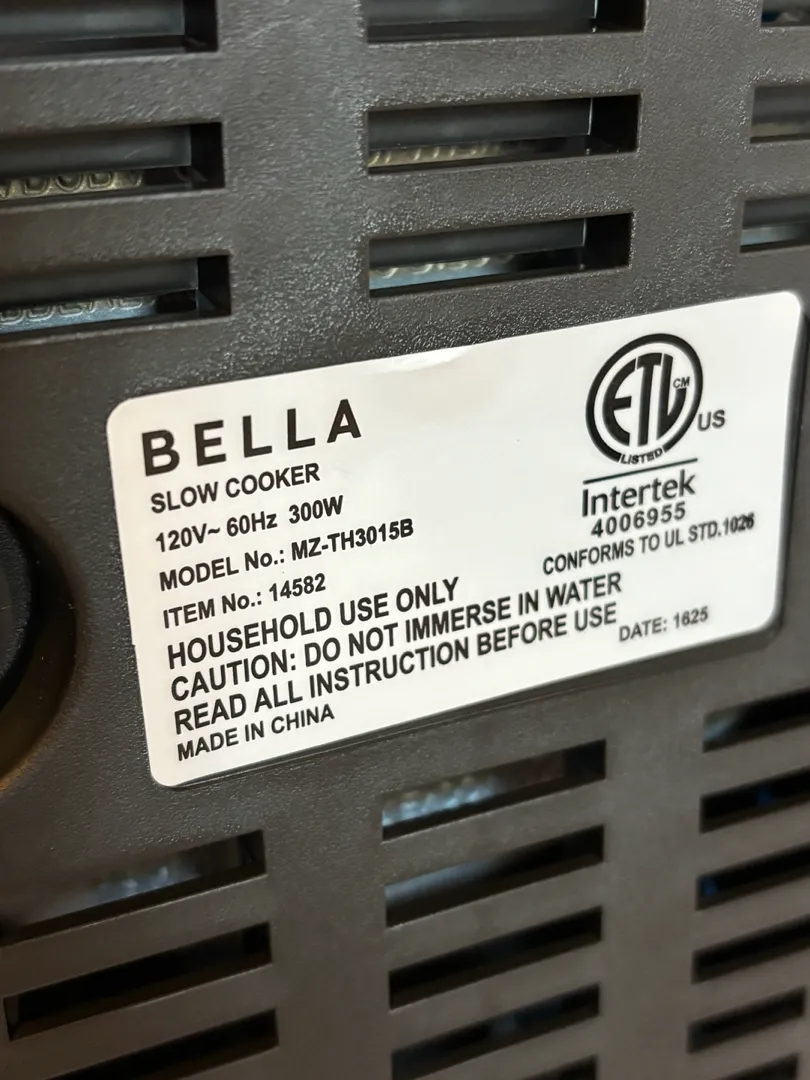 BELLA
SLOW COOKER
120V~ 60Hz 300W
MODEL No.: MZ-TH3015B
ITEM No.: 14582
HOUSEHOLD USE ONLY
CAUTION: DO NOT IMMERSE IN WATER
READ ALL INSTRUCTION BEFORE USE
MADE IN CHINA
ETL CM
US
LISTED
Intertek
4006955
CONFORMS TO UL STD.1026
DATE: 1625